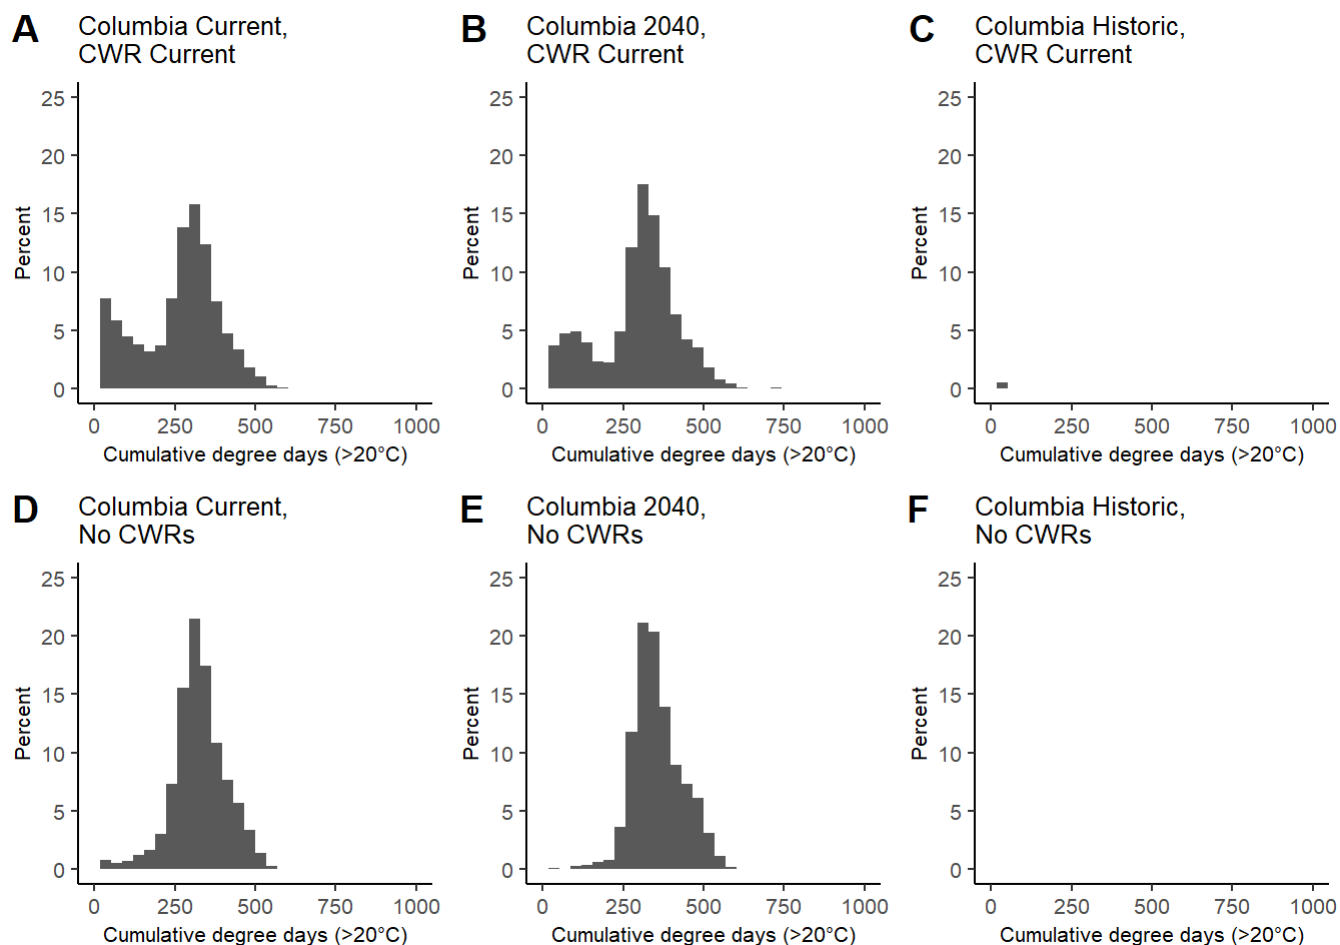 A
Columbia Current,
CWR Current
25
20
15
10
5
0
Percent
0 250 500 750 1000
Cumulative degree days (>20°C)
B
Columbia 2040,
CWR Current
25
20
15
10
5
0
Percent
0 250 500 750 1000
Cumulative degree days (>20°C)
C
Columbia Historic,
CWR Current
25
20
15
10
5
0
Percent
0 250 500 750 1000
Cumulative degree days (>20°C)
D
Columbia Current,
No CWRs
25
20
15
10
5
0
Percent
0 250 500 750 1000
Cumulative degree days (>20°C)
E
Columbia 2040,
No CWRs
25
20
15
10
5
0
Percent
0 250 500 750 1000
Cumulative degree days (>20°C)
F
Columbia Historic,
No CWRs
25
20
15
10
5
0
Percent
0 250 500 750 1000
Cumulative degree days (>20°C)